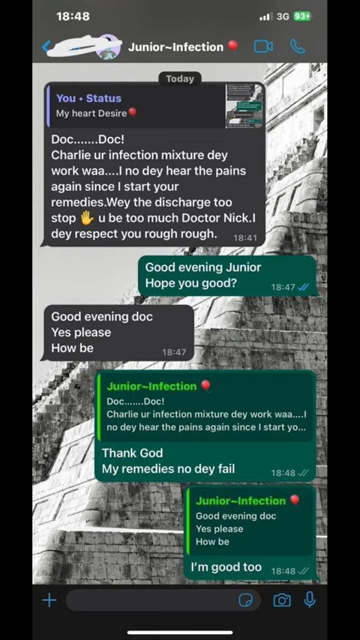 18:48
3G 93+
Junior~Infection🎈
Today
You • Status
My heart Desire🎈
Doc.......Doc!
Charlie ur infection mixture dey
work waa....I no dey hear the pains
again since I start your
remedies.Wey the discharge too
stop ✋ u be too much Doctor Nick.I
dey respect you rough rough.
18:41
Good evening Junior
Hope you good?
18:47
Good evening doc
Yes please
How be
18:47
Junior~Infection🎈
Doc.......Doc!
Charlie ur infection mixture dey work waa....I
no dey hear the pains again since I start yo...
Thank God
My remedies no dey fail
18:48
Junior~Infection🎈
Good evening doc
Yes please
How be
I'm good too
18:48